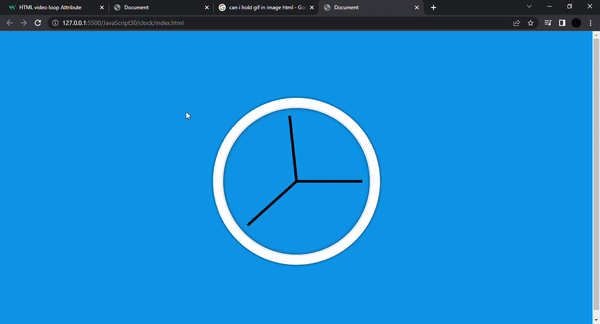 HTML video loop Attribute
Document
can i hold gif in image html - Go
Document
127.0.0.1:5500/JavaScript30/clock/index.html